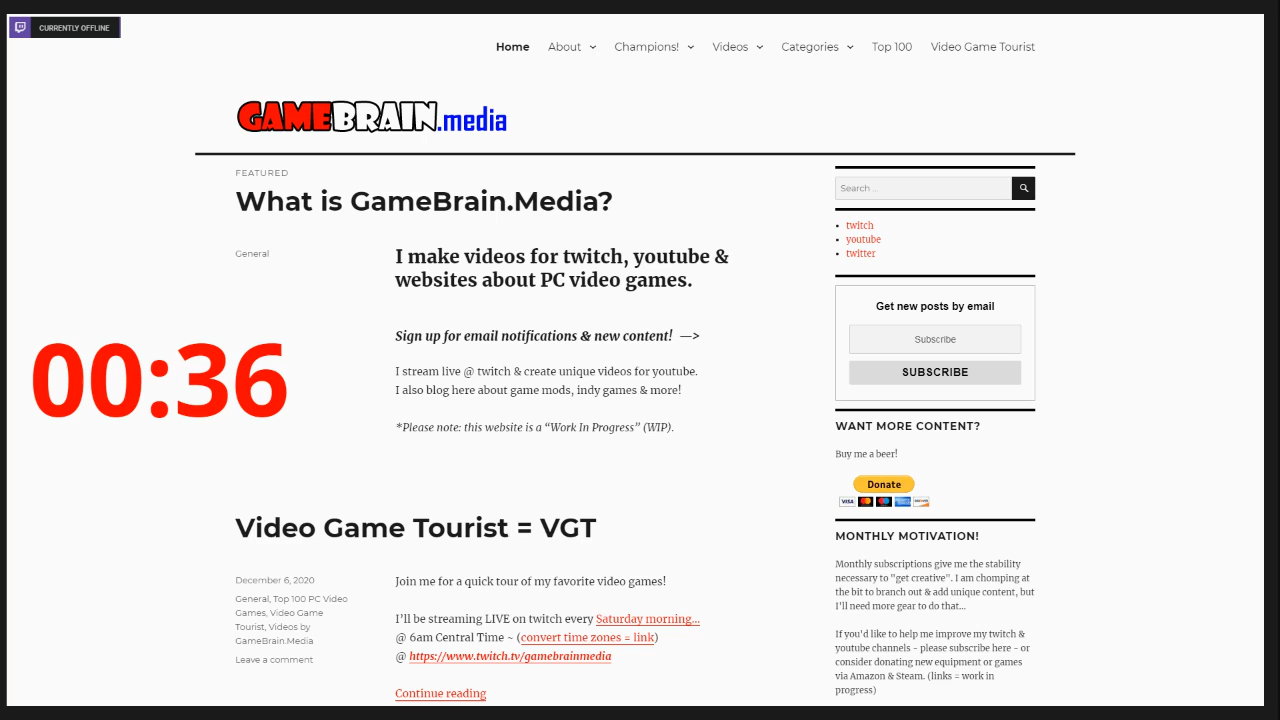 CURRENTLY OFFLINE
Home About Champions! Videos Categories Top 100 Video Game Tourist
GAMEBRAIN.media
FEATURED
What is GameBrain.Media?
General
I make videos for twitch, youtube &
websites about PC video games.
Sign up for email notifications & new content! —>
I stream live @ twitch & create unique videos for youtube.
I also blog here about game mods, indy games & more!
*Please note: this website is a “Work In Progress” (WIP).
00:36
Video Game Tourist = VGT
December 6, 2020
General, Top 100 PC Video
Games, Video Game
Tourist, Videos by
GameBrain.Media
Leave a comment
Join me for a quick tour of my favorite video games!
I’ll be streaming LIVE on twitch every Saturday morning…
@ 6am Central Time ~ (convert time zones = link)
@ https://www.twitch.tv/gamebrainmedia
Continue reading
Search …
twitch
youtube
twitter
Get new posts by email
Subscribe
SUBSCRIBE
WANT MORE CONTENT?
Buy me a beer!
Donate
VISA
MONTHLY MOTIVATION!
Monthly subscriptions give me the stability
necessary to "get creative". I am chomping at
the bit to branch out & add unique content, but
I'll need more gear to do that...
If you'd like to help me improve my twitch &
youtube channels - please subscribe here - or
consider donating new equipment or games
via Amazon & Steam. (links = work in
progress)